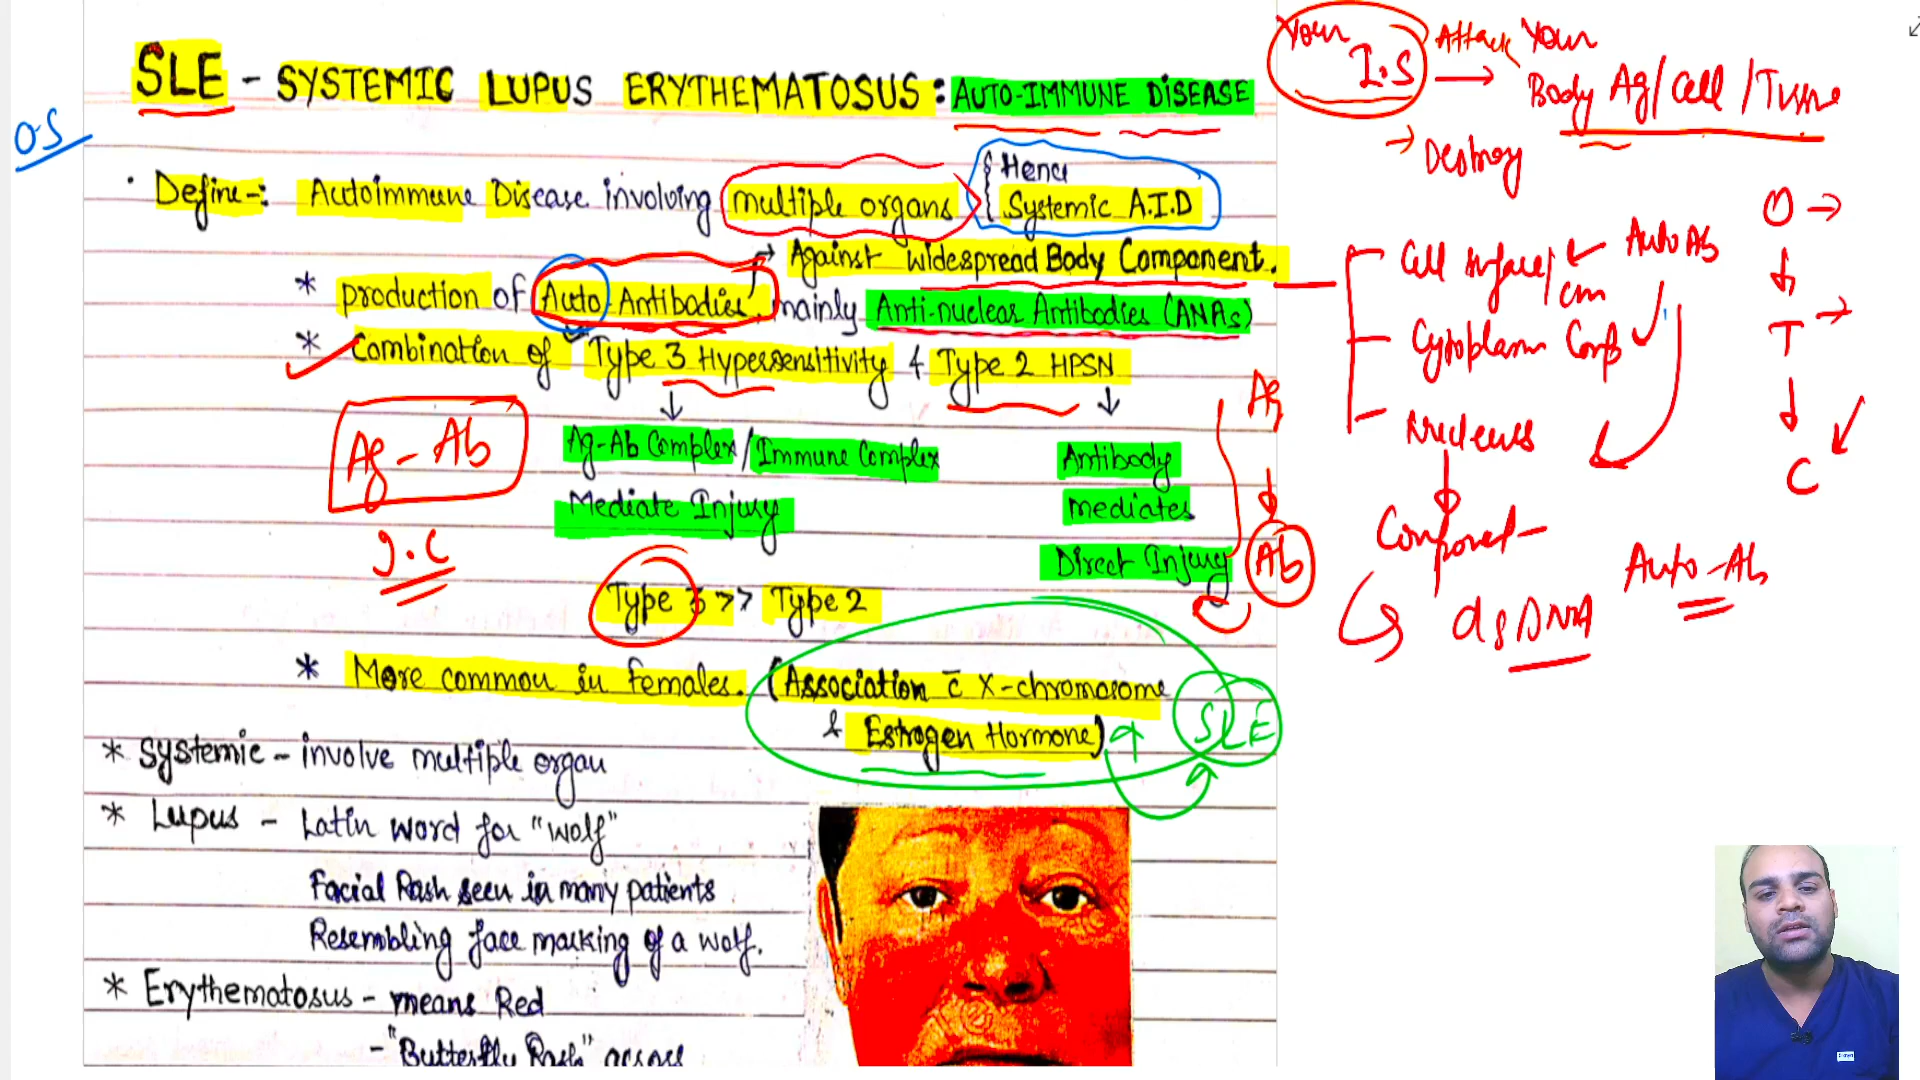 SLE - SYSTEMIC LUPUS ERYTHEMATOSUS : AUTO-IMMUNE DISEASE
OS
• Define-: Autoimmune Disease involving multiple organs { Hence
Systemic A.I.D
→ Against widespread Body Component.
* production of Auto Antibodies, mainly Anti-nuclear Antibodies (ANAs)
* Combination of Type 3 Hypersensitivity & Type 2 HPSN
↓ ↓
Ag - Ab
I.C
Ag-Ab Complex/Immune Complex
Mediate Injury
Antibody
mediates
Direct Injury
Ag
↓
Ab
Type 3 >> Type 2
* More common in females. (Association c̄ X-chromosome
& Estrogen Hormone)
SLE
* Systemic - involve multiple organ
* Lupus - Latin word for "wolf"
Facial Rash seen in many patients
Resembling face marking of a wolf.
* Erythematosus - means Red
- "Butterfly Rash" across
Your I.S Attack → Your
Body Ag/Cell/Tissue
→ Destroy
Cell surface/ ← Auto Ab
cm
Cytoplasm Comp
Nucleus
↓
Component
dsDNA
Auto-Ab
O →
↓
T →
↓
C